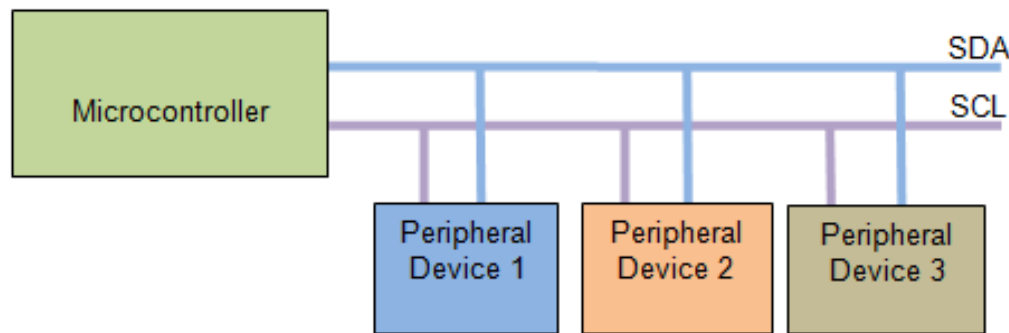 SDA
Microcontroller
SCL
Peripheral
Device 1
Peripheral
Device 2
Peripheral
Device 3